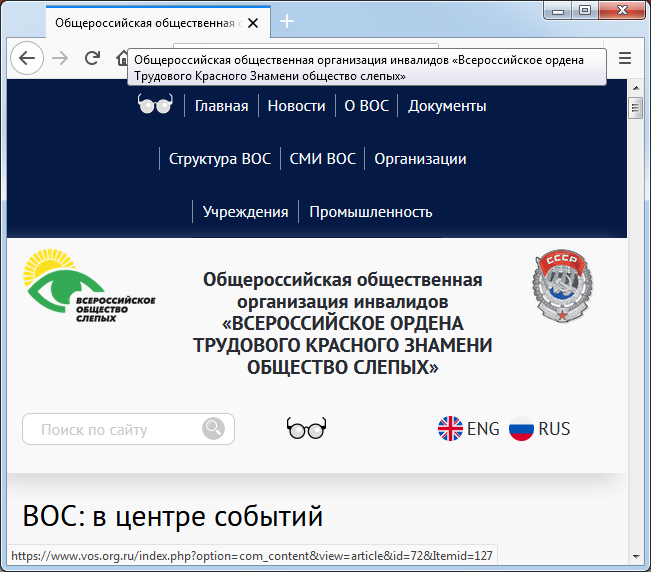 Общероссийская общественная о
Общероссийская общественная организация инвалидов «Всероссийское ордена
Трудового Красного Знамени общество слепых»
Главная
Новости
О ВОС
Документы
Структура ВОС
СМИ ВОС
Организации
Учреждения
Промышленность
ВСЕРОССИЙСКОЕ
ОБЩЕСТВО
СЛЕПЫХ
Общероссийская общественная
организация инвалидов
«ВСЕРОССИЙСКОЕ ОРДЕНА
ТРУДОВОГО КРАСНОГО ЗНАМЕНИ
ОБЩЕСТВО СЛЕПЫХ»
СССР
Поиск по сайту
ENG
RUS
ВОС: в центре событий
https://www.vos.org.ru/index.php?option=com_content&view=article&id=72&Itemid=127